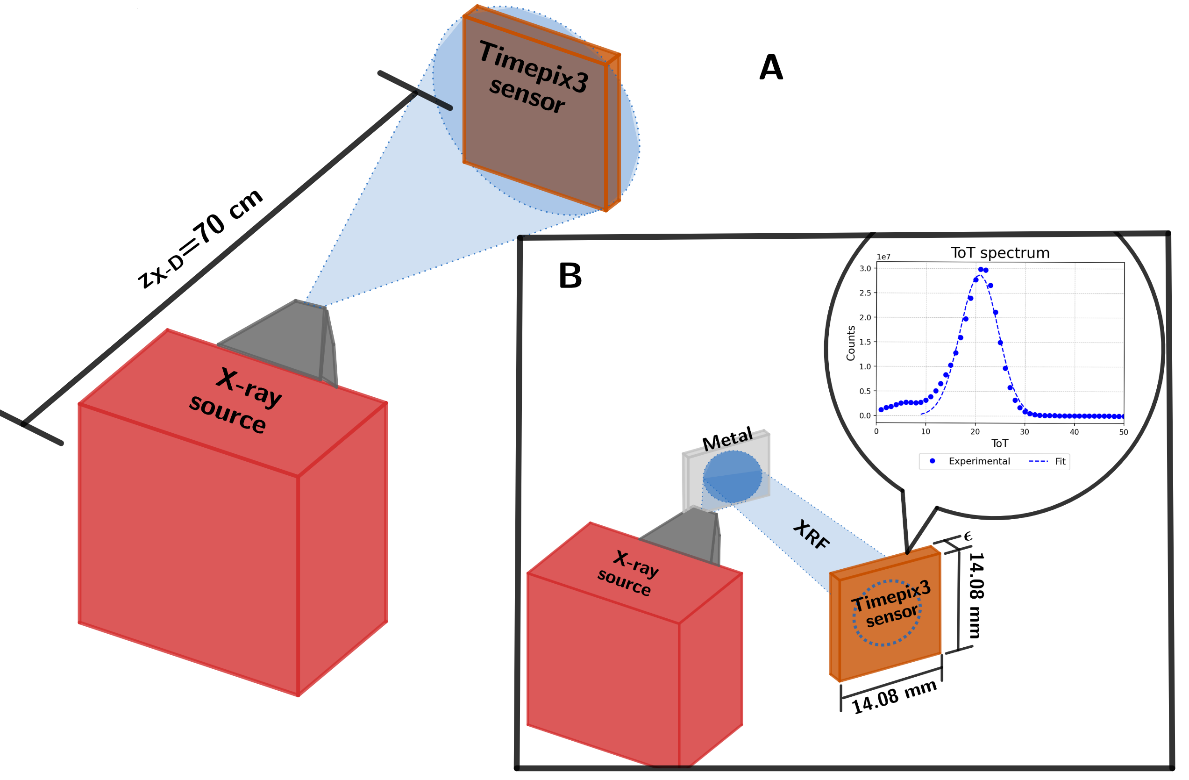 Timepix3
sensor
A
zX-D=70 cm
X-ray
source
B
ToT spectrum
1e7
3.0
2.5
2.0
1.5
1.0
0.5
0.0
Counts
0 10 20 30 40 50
ToT
Experimental Fit
Metal
XRF
X-ray
source
Timepix3
sensor
ϵ
14.08 mm
14.08 mm